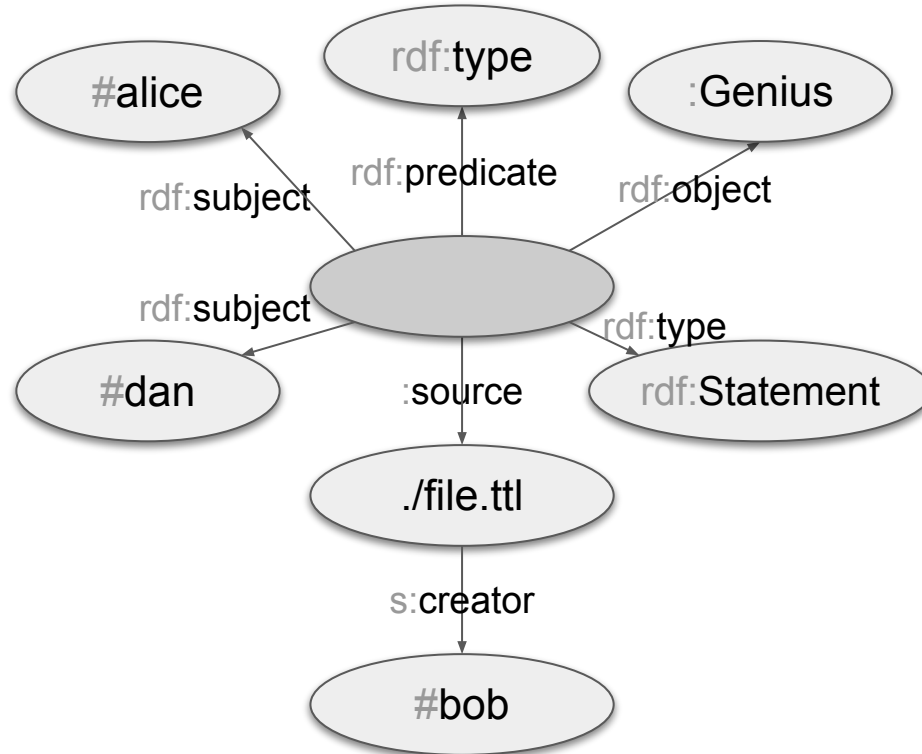 rdf:type
#alice
:Genius
rdf:predicate
rdf:subject
rdf:object
rdf:subject
rdf:type
#dan
:source
rdf:Statement
./file.ttl
s:creator
#bob